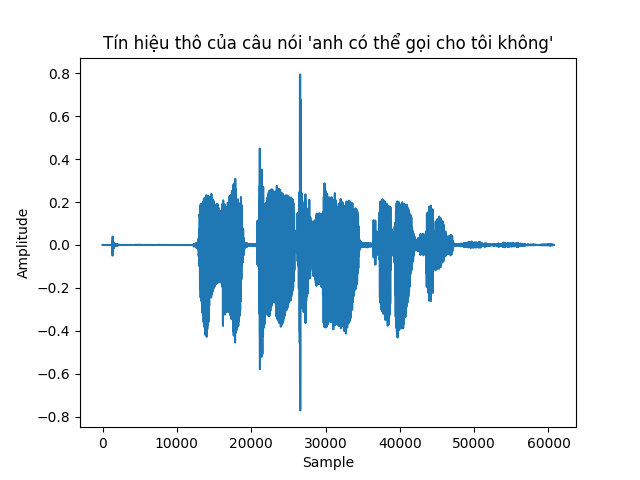 Tín hiệu thô của câu nói 'anh có thể gọi cho tôi không'
0.8
0.6
0.4
0.2
0.0
−0.2
−0.4
−0.6
−0.8
Amplitude
0 10000 20000 30000 40000 50000 60000
Sample